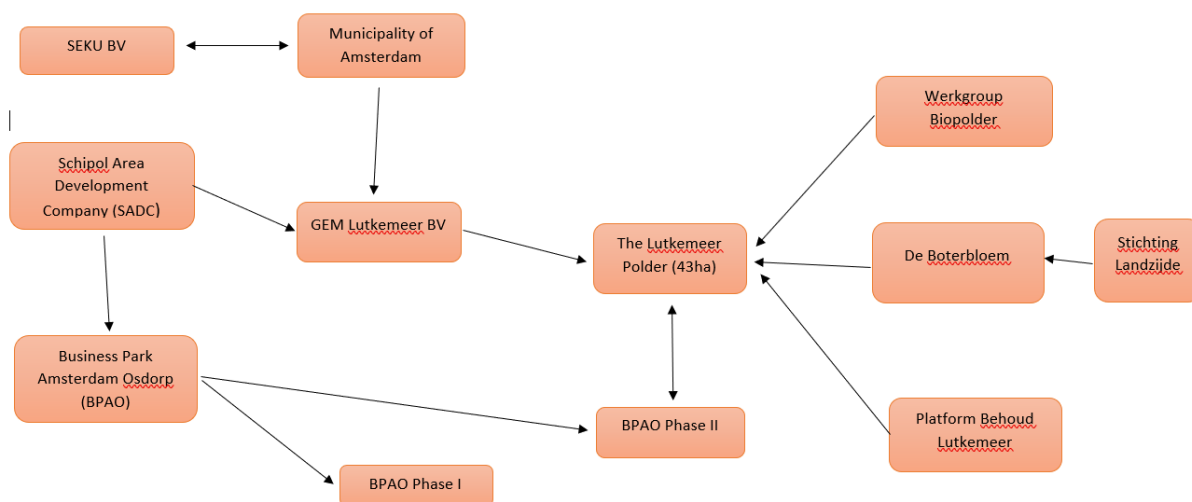 SEKU BV
Municipality of
Amsterdam
Werkgroup
Biopolder
Schipol Area
Development
Company (SADC)
GEM Lutkemeer BV
The Lutkemeer
Polder (43ha)
De Boterbloem
Stichting
Landzijde
Business Park
Amsterdam Osdorp
(BPAO)
BPAO Phase II
Platform Behoud
Lutkemeer
BPAO Phase I